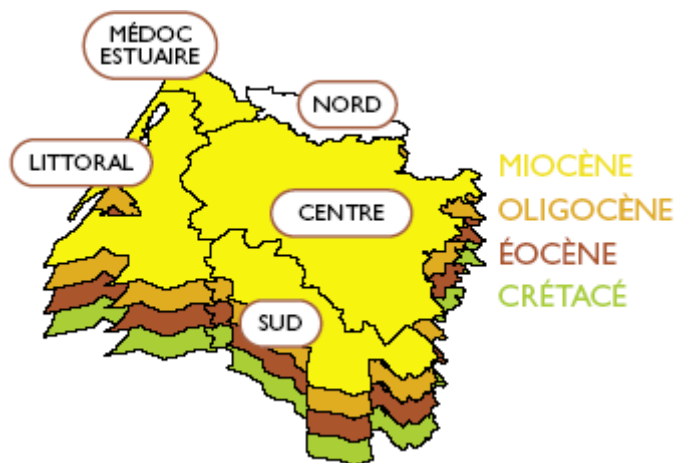 MÉDOC
ESTUAIRE
NORD
LITTORAL
MIOCÈNE
CENTRE
OLIGOCÈNE
ÉOCÈNE
CRÉTACÉ
SUD